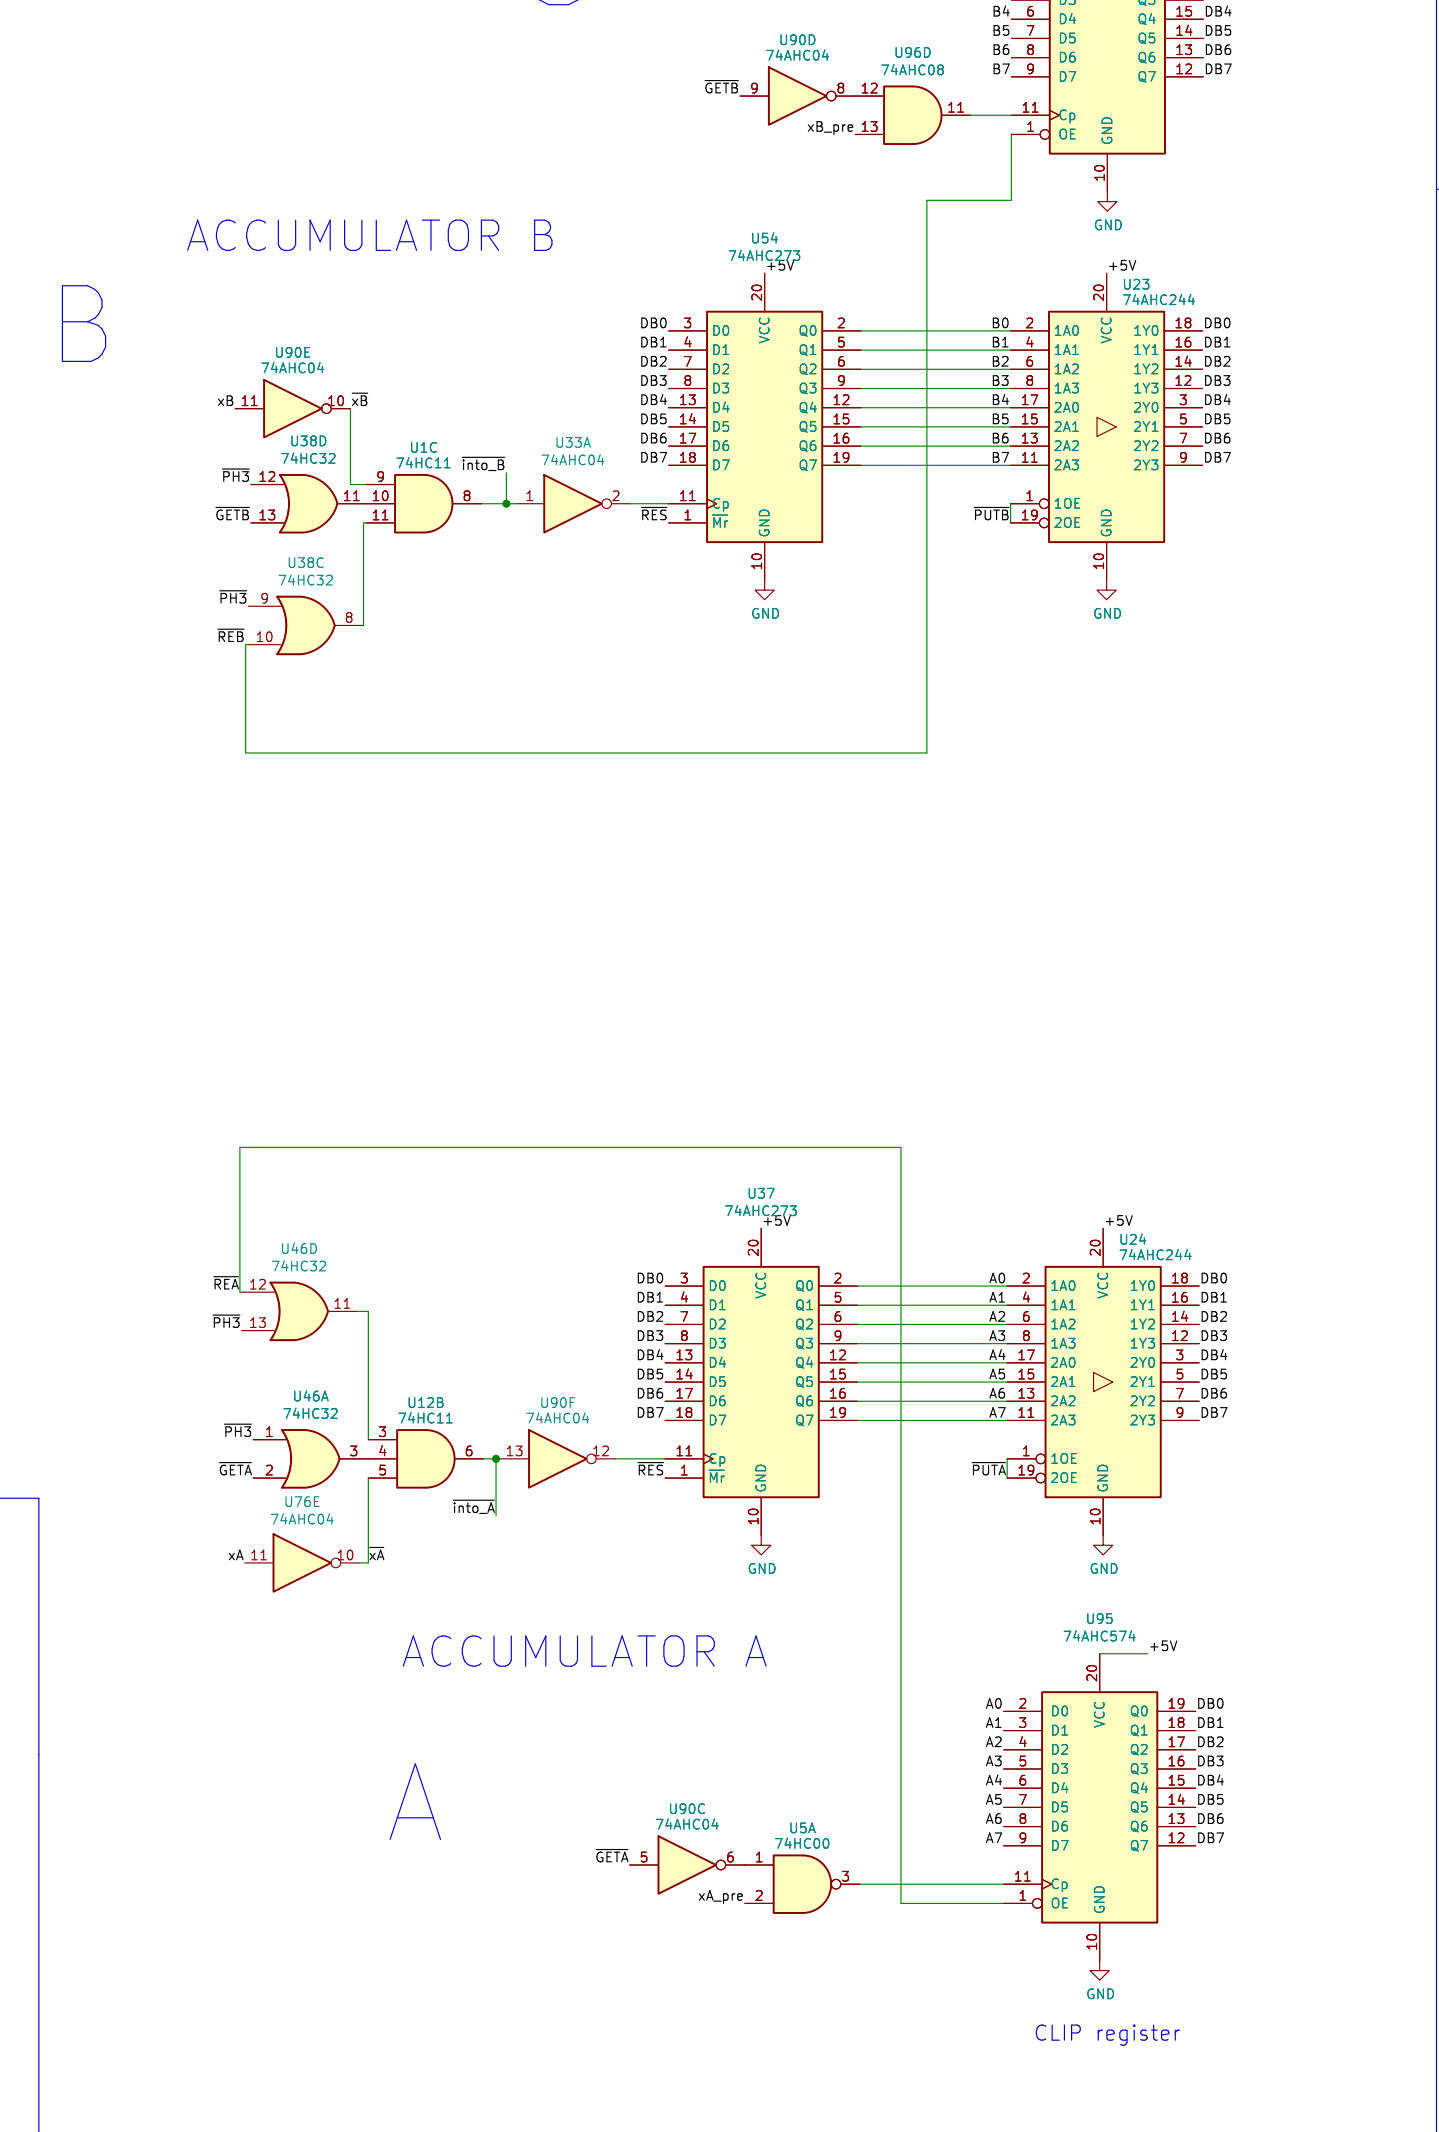 B4 6 D4 Q4 15 DB4
B5 7 D5 Q5 14 DB5
B6 8 D6 Q6 13 DB6
B7 9 D7 Q7 12 DB7
U90D
74AHC04
U96D
74AHC08
GETB 9 8 12
xB_pre 13
11 11 Cp
1 OE
GND
10
GND
ACCUMULATOR B
B
U54
74AHC273
+5V
20
VCC
DB0 3 D0 Q0 2
DB1 4 D1 Q1 5
DB2 7 D2 Q2 6
DB3 8 D3 Q3 9
DB4 13 D4 Q4 12
DB5 14 D5 Q5 15
DB6 17 D6 Q6 16
DB7 18 D7 Q7 19
11 Cp
RES 1 Mr
GND
10
GND
+5V
U23
74AHC244
20
VCC
B0 2 1A0 1Y0 18 DB0
B1 4 1A1 1Y1 16 DB1
B2 6 1A2 1Y2 14 DB2
B3 8 1A3 1Y3 12 DB3
B4 17 2A0 2Y0 3 DB4
B5 15 2A1 2Y1 5 DB5
B6 13 2A2 2Y2 7 DB6
B7 11 2A3 2Y3 9 DB7
1 1OE
PUTB 19 2OE
GND
10
GND
U90E
74AHC04
xB 11 10 xB
U38D
74HC32
PH3 12
GETB 13
11
U1C
74HC11
9
10
11
8
into_B
U33A
74AHC04
1 2
U38C
74HC32
PH3 9
REB 10
8
U46D
74HC32
REA 12
PH3 13
11
U46A
74HC32
PH3 1
GETA 2
3
U12B
74HC11
3
4
5
6
U90F
74AHC04
13 12
into_A
U76E
74AHC04
xA 11 10 xA
U37
74AHC273
+5V
20
VCC
DB0 3 D0 Q0 2
DB1 4 D1 Q1 5
DB2 7 D2 Q2 6
DB3 8 D3 Q3 9
DB4 13 D4 Q4 12
DB5 14 D5 Q5 15
DB6 17 D6 Q6 16
DB7 18 D7 Q7 19
11 Cp
RES 1 Mr
GND
10
GND
+5V
U24
74AHC244
20
VCC
A0 2 1A0 1Y0 18 DB0
A1 4 1A1 1Y1 16 DB1
A2 6 1A2 1Y2 14 DB2
A3 8 1A3 1Y3 12 DB3
A4 17 2A0 2Y0 3 DB4
A5 15 2A1 2Y1 5 DB5
A6 13 2A2 2Y2 7 DB6
A7 11 2A3 2Y3 9 DB7
1 1OE
PUTA 19 2OE
GND
10
GND
ACCUMULATOR A
A
U95
74AHC574
+5V
20
VCC
A0 2 D0 Q0 19 DB0
A1 3 D1 Q1 18 DB1
A2 4 D2 Q2 17 DB2
A3 5 D3 Q3 16 DB3
A4 6 D4 Q4 15 DB4
A5 7 D5 Q5 14 DB5
A6 8 D6 Q6 13 DB6
A7 9 D7 Q7 12 DB7
11 Cp
1 OE
GND
10
GND
U90C
74AHC04
GETA 5 6
U5A
74HC00
1
xA_pre 2
3
CLIP register